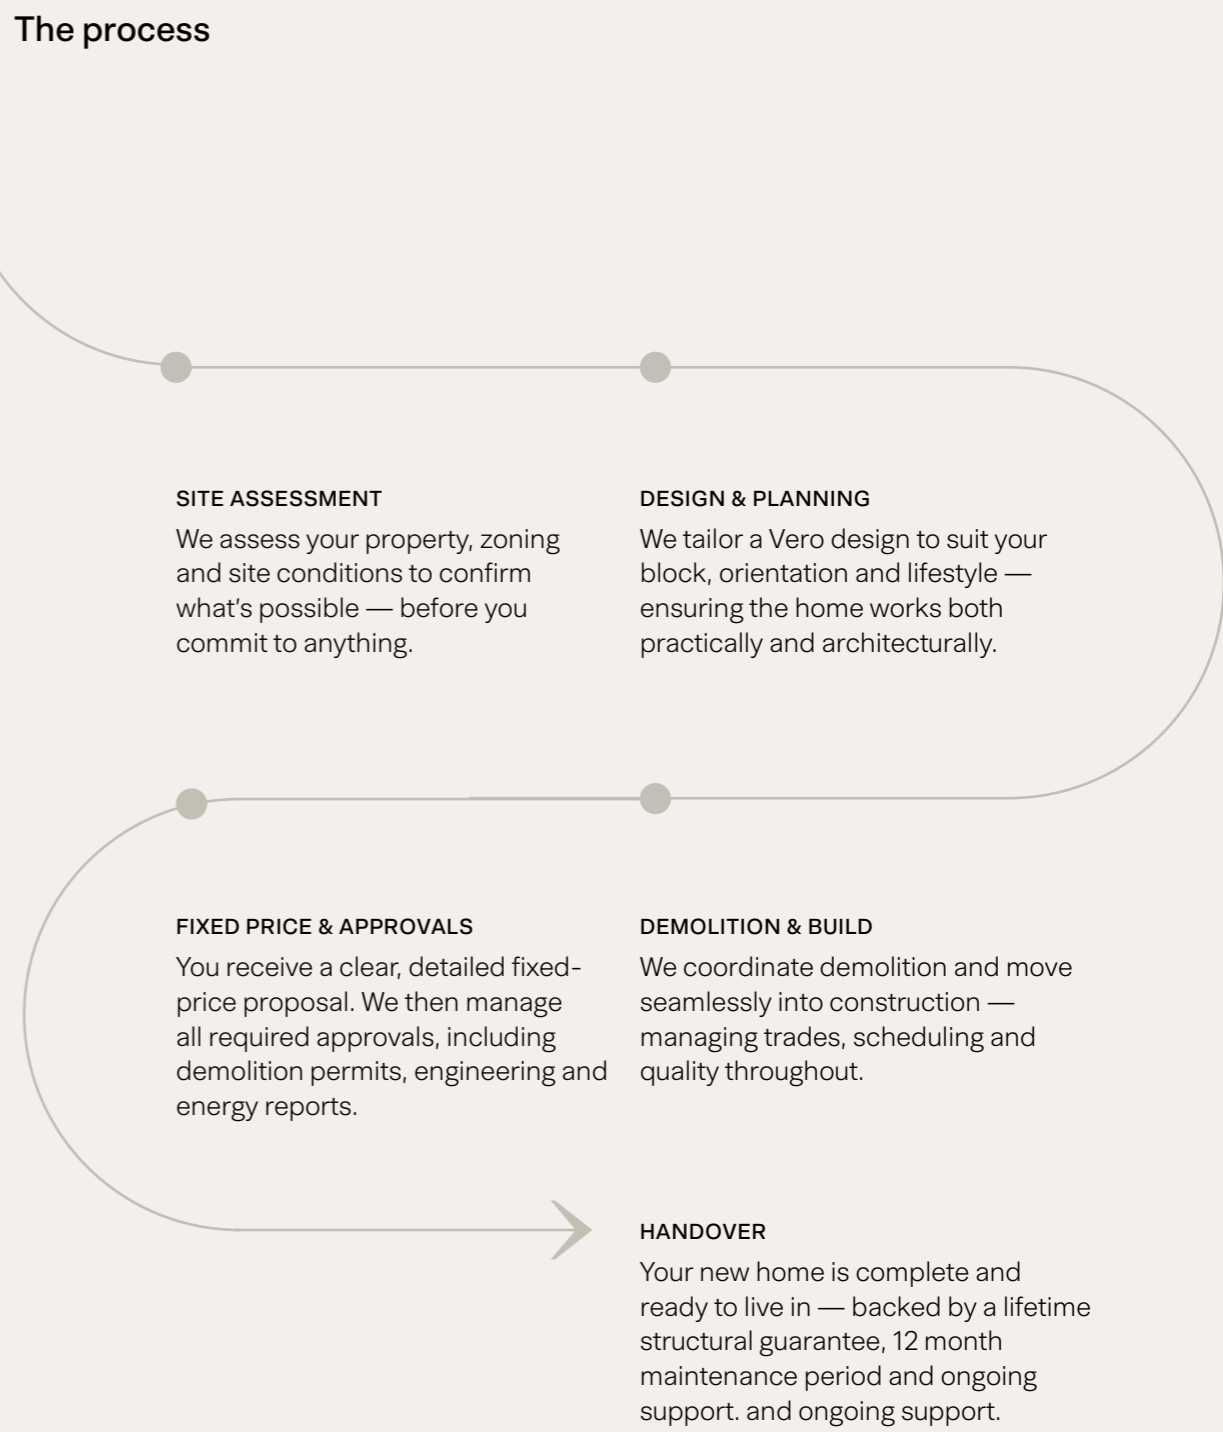 The process
SITE ASSESSMENT
We assess your property, zoning
and site conditions to confirm
what's possible — before you
commit to anything.
DESIGN & PLANNING
We tailor a Vero design to suit your
block, orientation and lifestyle —
ensuring the home works both
practically and architecturally.
FIXED PRICE & APPROVALS
You receive a clear, detailed fixed-
price proposal. We then manage
all required approvals, including
demolition permits, engineering and
energy reports.
DEMOLITION & BUILD
We coordinate demolition and move
seamlessly into construction —
managing trades, scheduling and
quality throughout.
HANDOVER
Your new home is complete and
ready to live in — backed by a lifetime
structural guarantee, 12 month
maintenance period and ongoing
support. and ongoing support.